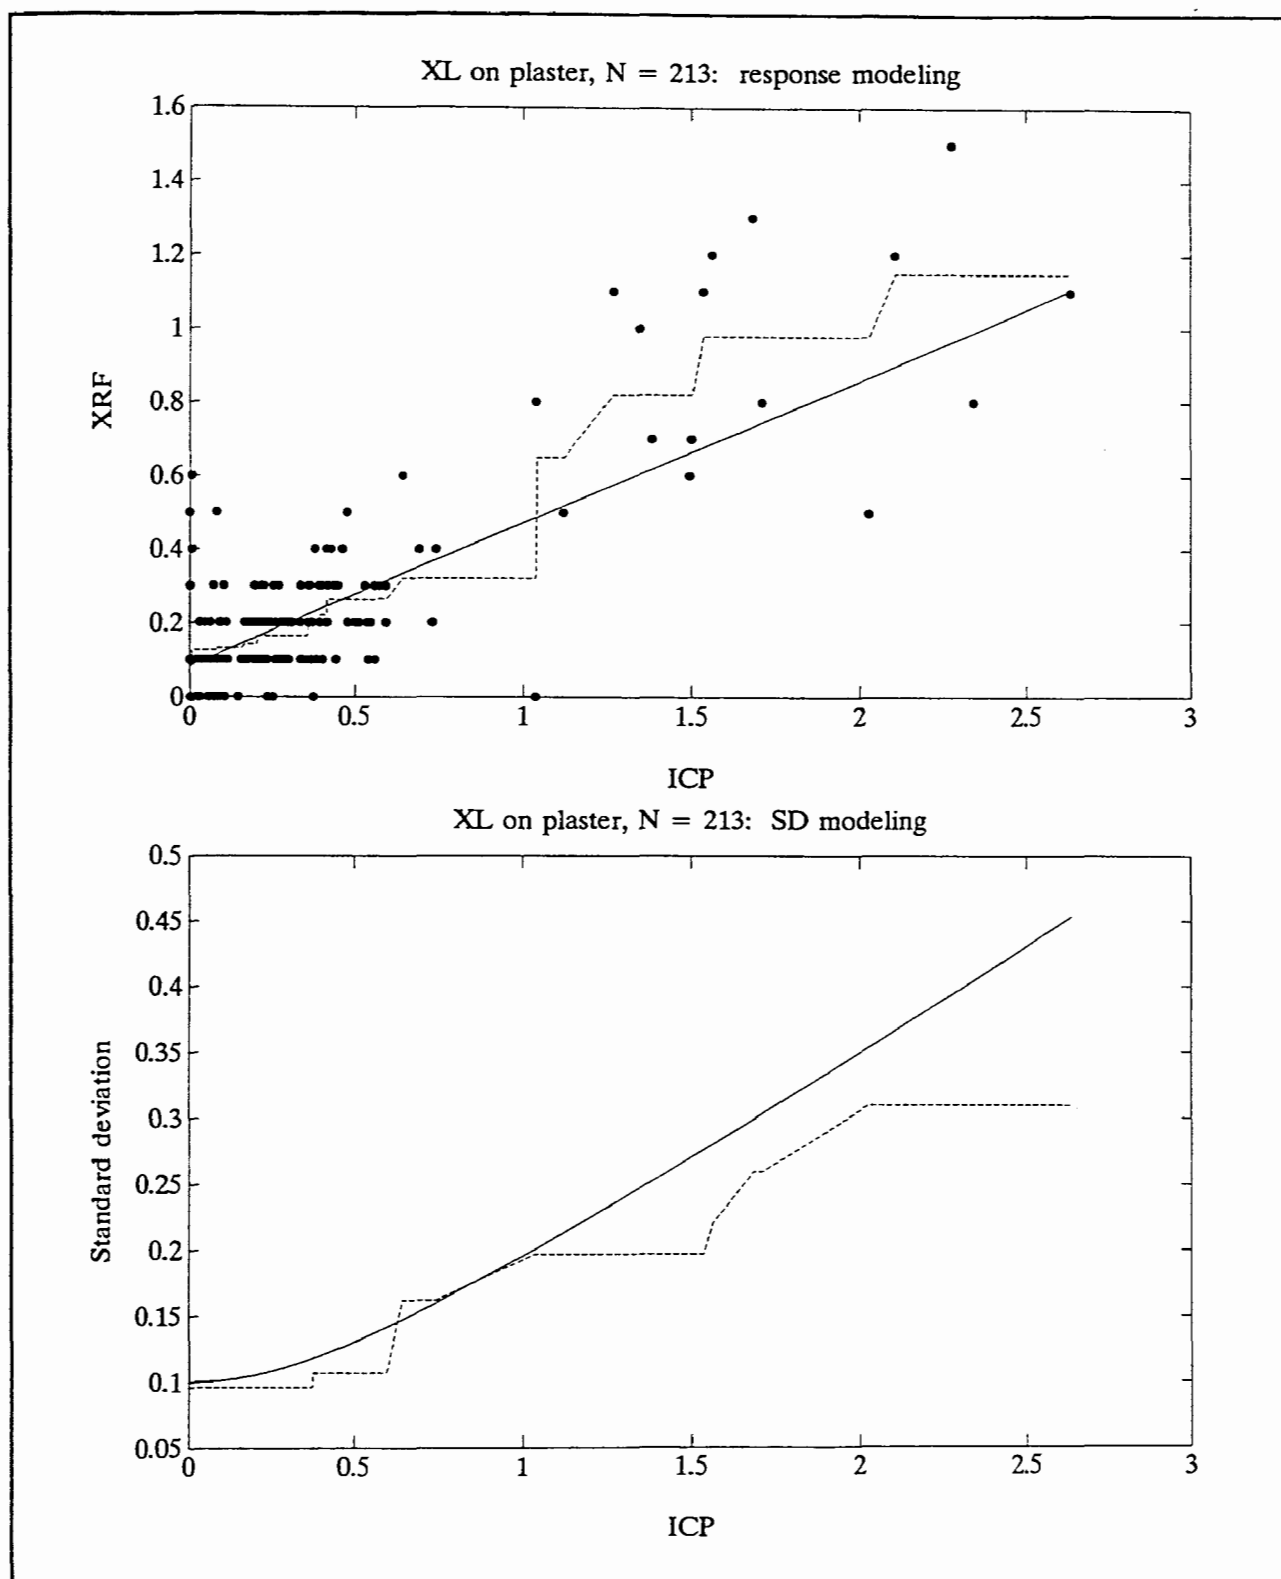 XL on plaster, N = 213: response modeling
1.6
1.4
1.2
1
0.8
0.6
0.4
0.2
0
XRF
0 0.5 1 1.5 2 2.5 3
ICP
XL on plaster, N = 213: SD modeling
0.5
0.45
0.4
0.35
0.3
0.25
0.2
0.15
0.1
0.05
Standard deviation
0 0.5 1 1.5 2 2.5 3
ICP